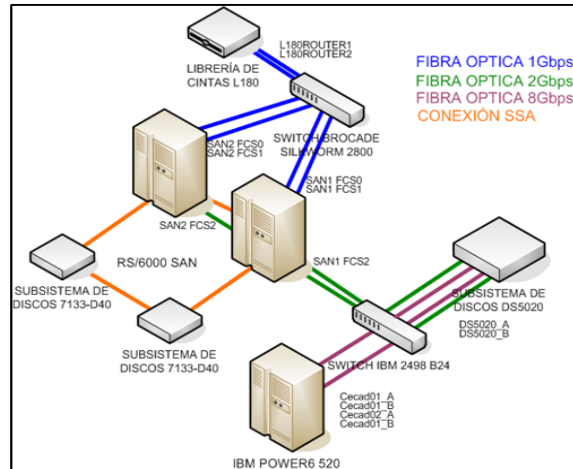 L180ROUTER1
L180ROUTER2
LIBRERÍA DE
CINTAS L180
FIBRA OPTICA 1Gbps
FIBRA OPTICA 2Gbps
FIBRA OPTICA 8Gbps
CONEXIÓN SSA
SWITCH BROCADE
SILKWORM 2800
SAN2 FCS0
SAN2 FCS1
SAN1 FCS0
SAN1 FCS1
SAN2 FCS2
SAN1 FCS2
RS/6000 SAN
SUBSISTEMA DE
DISCOS 7133-D40
SUBSISTEMA DE
DISCOS DS5020
DS5020_A
DS5020_B
SUBSISTEMA DE
DISCOS 7133-D40
SWITCH IBM 2498 B24
Cecad01_A
Cecad01_B
Cecad02_A
Cecad01_B
IBM POWER6 520